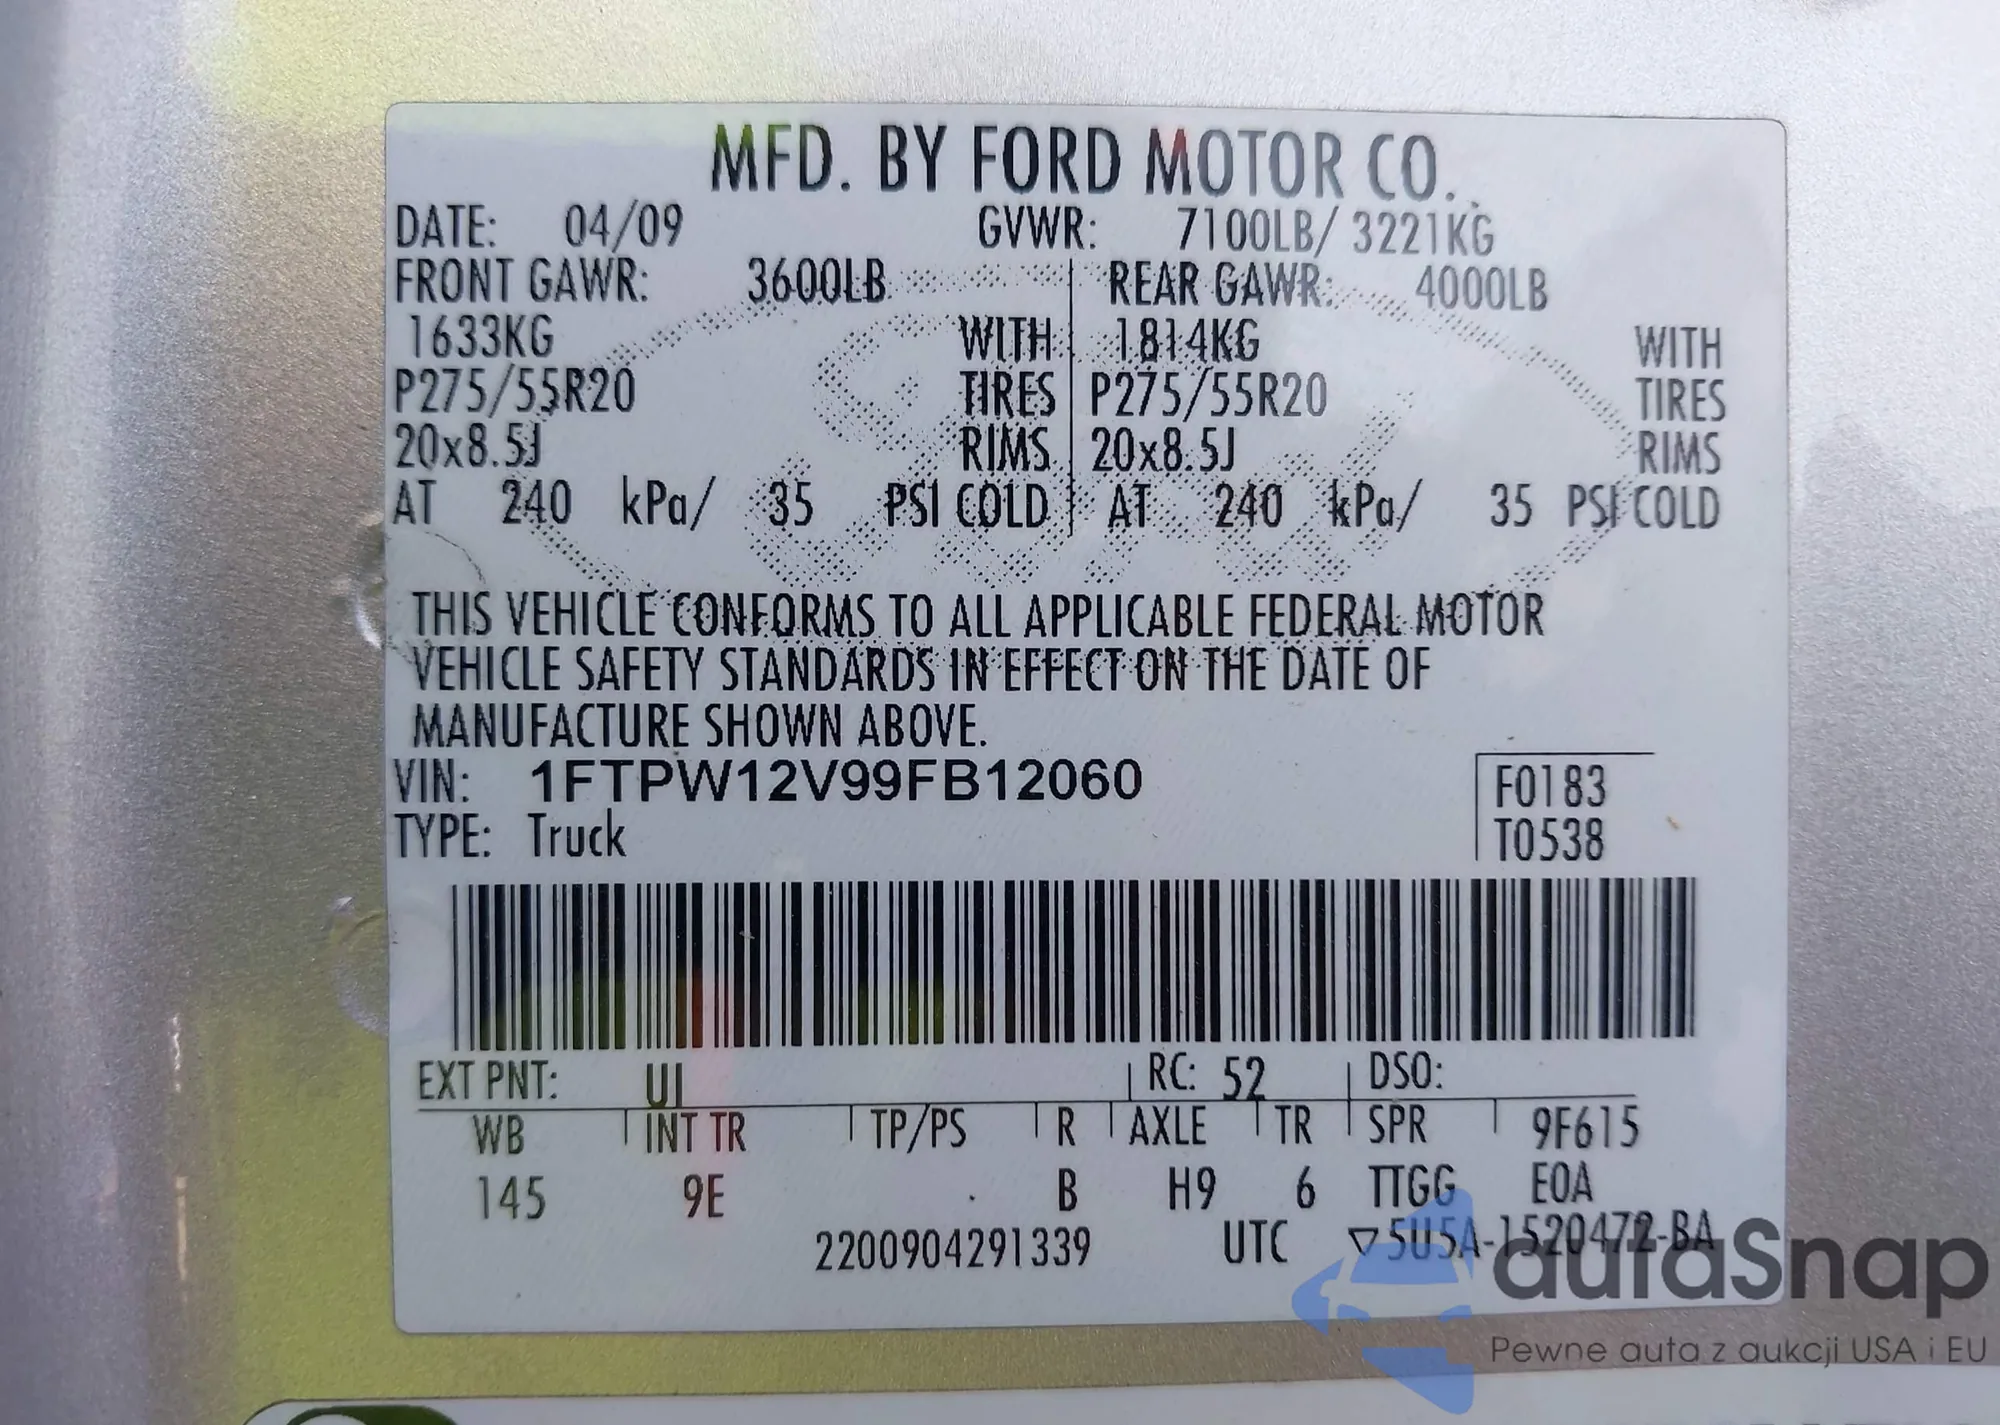 MFD. BY FORD MOTOR CO.
DATE: 04/09 GVWR: 7100LB/ 3221KG
FRONT GAWR: 3600LB REAR GAWR: 4000LB
1633KG WITH 1814KG WITH
P275/55R20 TIRES P275/55R20 TIRES
20x8.5J RIMS 20x8.5J RIMS
AT 240 kPa/ 35 PSI COLD AT 240 kPa/ 35 PSI COLD
THIS VEHICLE CONFORMS TO ALL APPLICABLE FEDERAL MOTOR
VEHICLE SAFETY STANDARDS IN EFFECT ON THE DATE OF
MANUFACTURE SHOWN ABOVE.
VIN: 1FTPW12V99FB12060 F0183
TYPE: Truck T0538
EXT PNT: UI RC: 52 DSO:
WB INT TR TP/PS R AXLE TR SPR 9F615
145 9E . B H9 6 TTGG EOA
2200904291339 UTC ▽5U5A-1520472-BA
autaSnap
Pewne auta z aukcji USA i EU